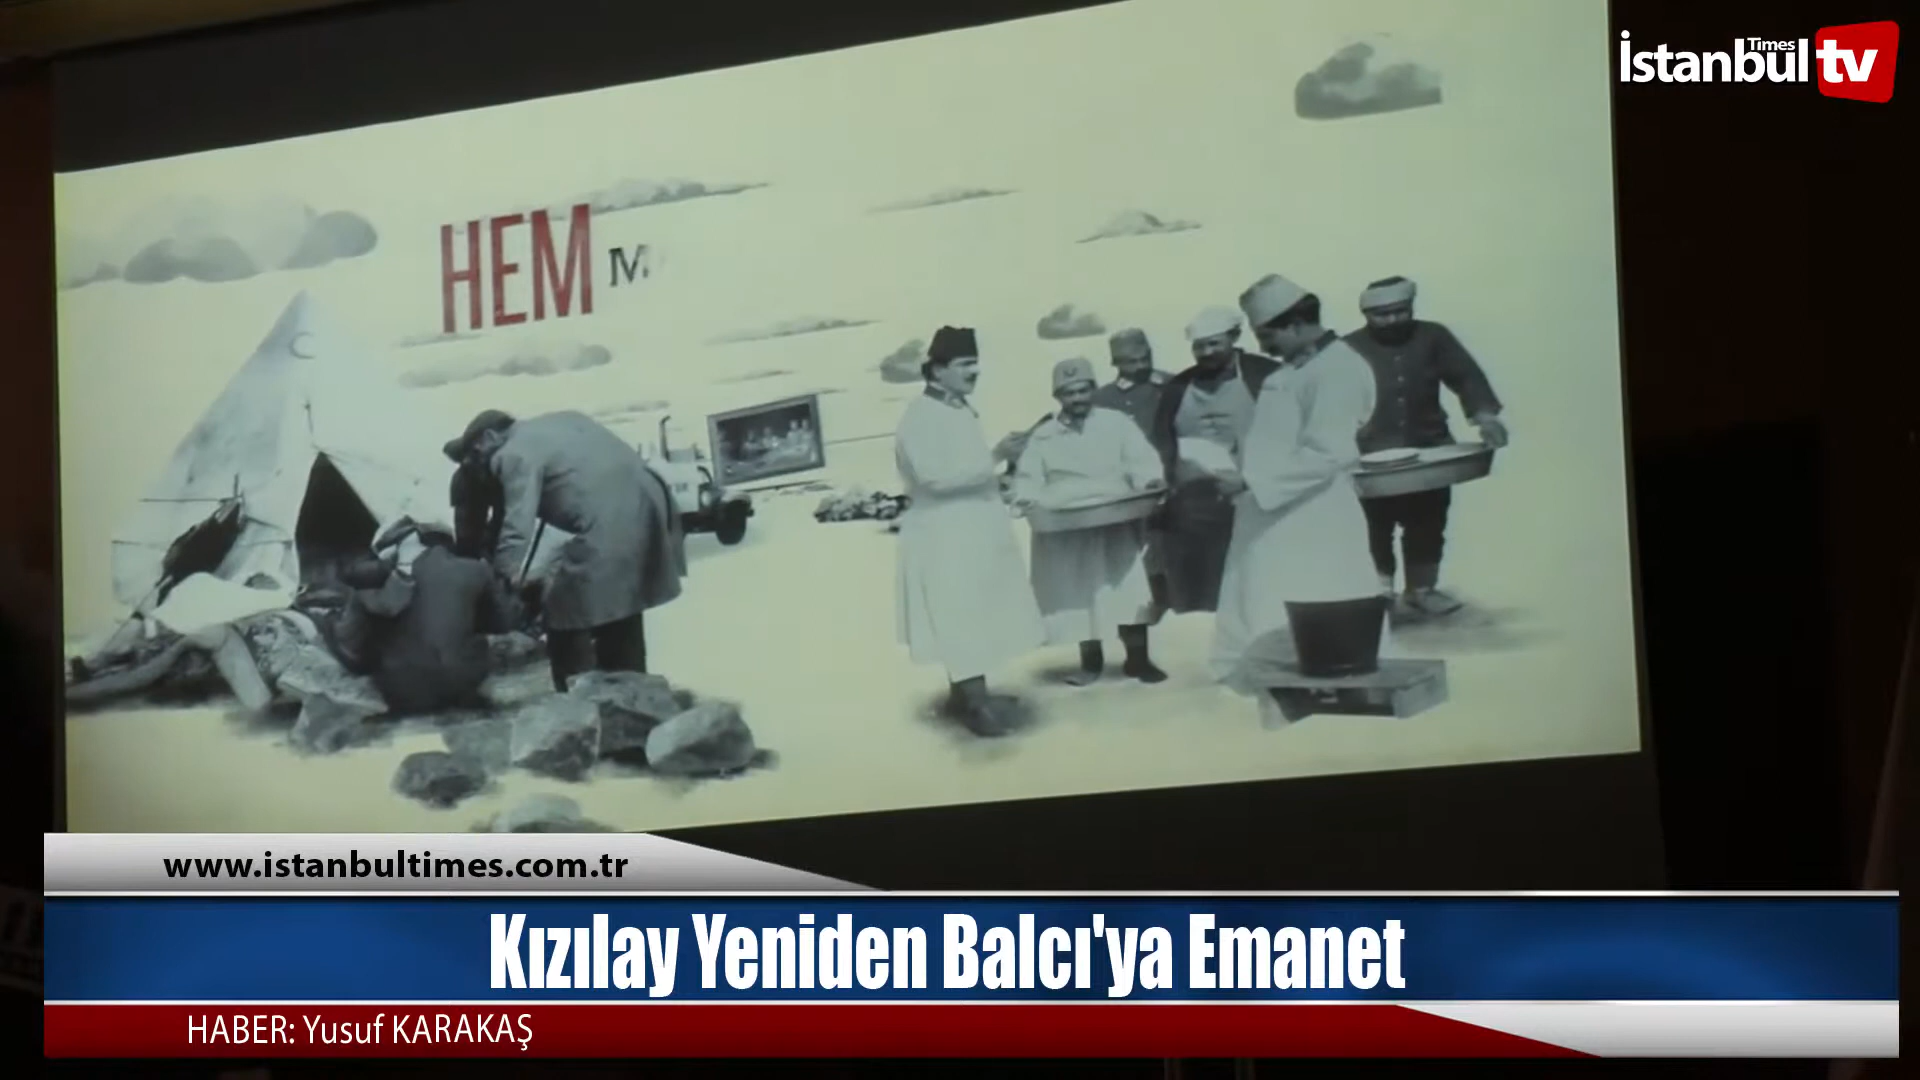 İstanbul Times tv
HEM M
www.istanbultimes.com.tr
Kızılay Yeniden Balcı'ya Emanet
HABER: Yusuf KARAKAŞ